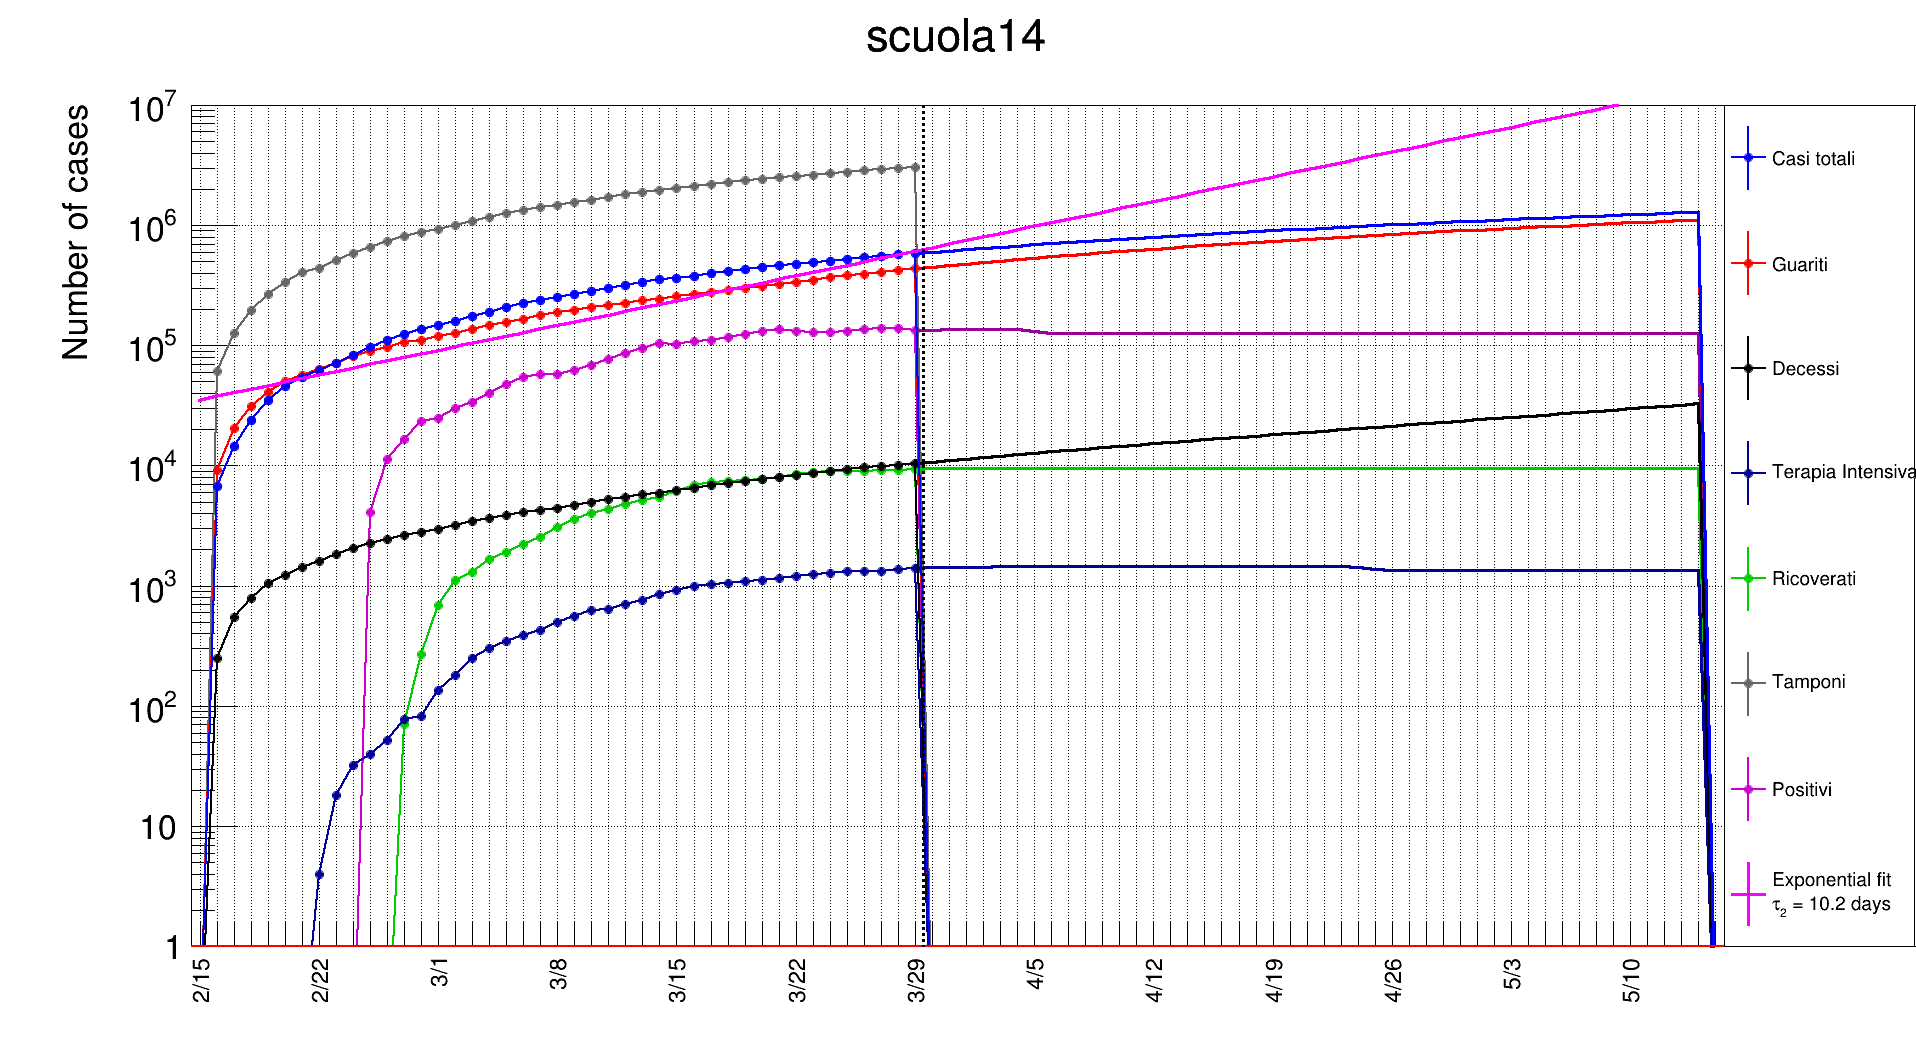 scuola14
Number of cases
10^7
10^6
10^5
10^4
10^3
10^2
10
1
2/15
2/22
3/1
3/8
3/15
3/22
3/29
4/5
4/12
4/19
4/26
5/3
5/10
Casi totali
Guariti
Decessi
Terapia Intensiva
Ricoverati
Tamponi
Positivi
Exponential fit
τ₂ = 10.2 days